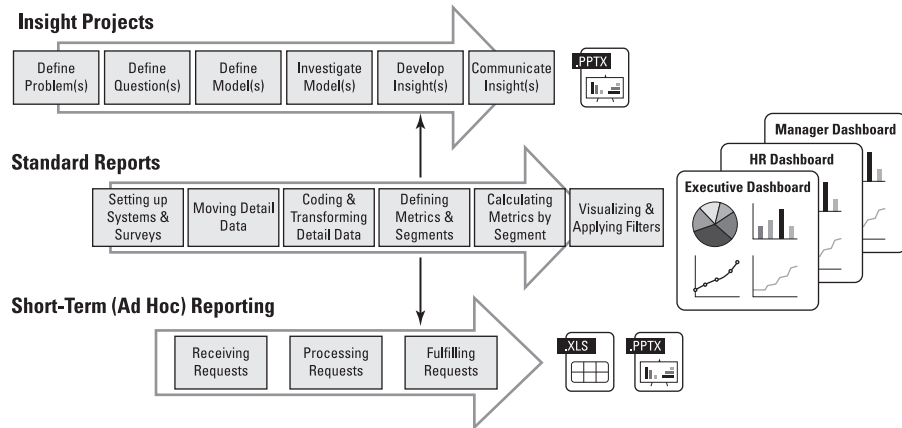 Insight Projects
Define
Problem(s)
Define
Question(s)
Define
Model(s)
Investigate
Model(s)
Develop
Insight(s)
Communicate
Insight(s)
.PPTX
Standard Reports
Setting up
Systems &
Surveys
Moving Detail
Data
Coding &
Transforming
Detail Data
Defining
Metrics &
Segments
Calculating
Metrics by
Segment
Visualizing &
Applying Filters
Manager Dashboard
HR Dashboard
Executive Dashboard
Short-Term (Ad Hoc) Reporting
Receiving
Requests
Processing
Requests
Fulfilling
Requests
.XLS
.PPTX